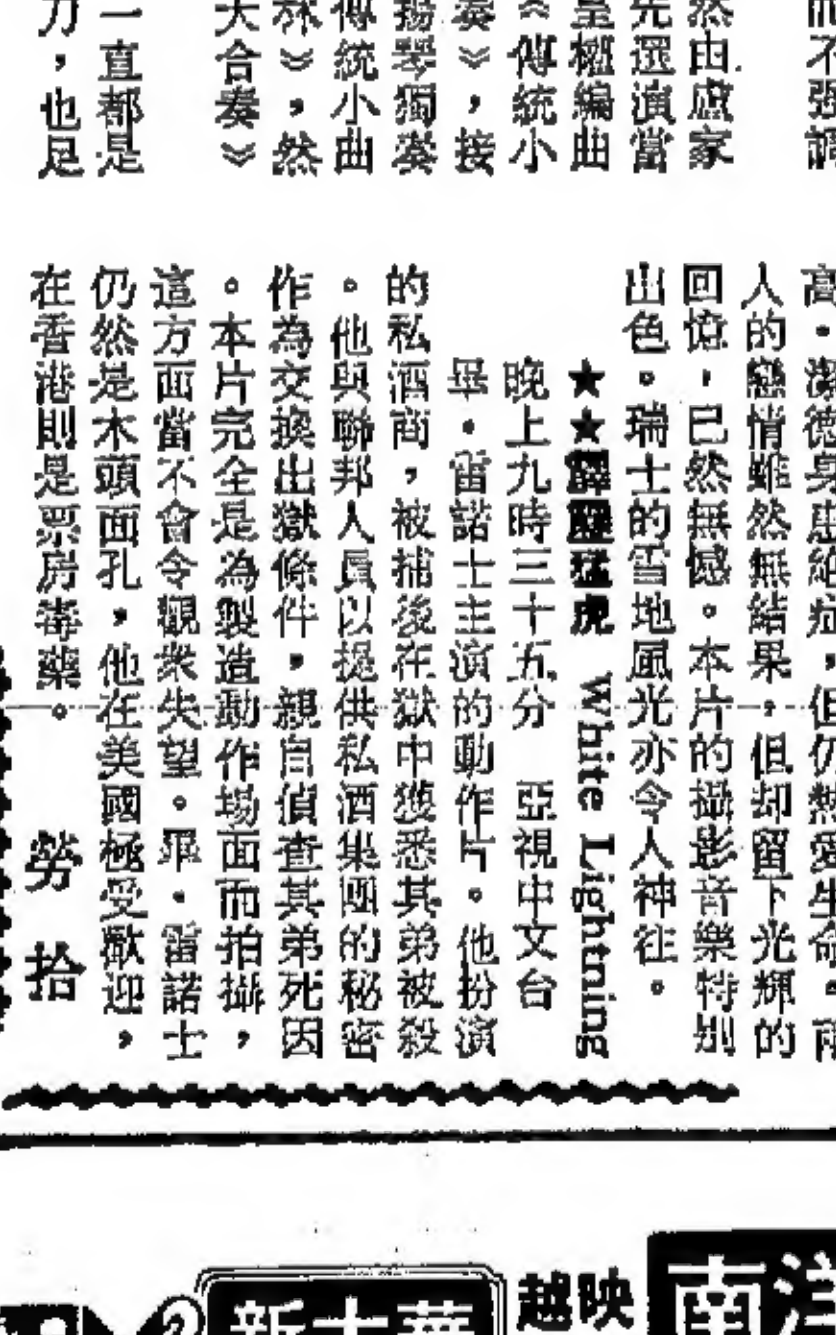 而不強調
然由盧家
先選演當
編曲
《傳統小
奏》,接
揚琴獨奏
傳統小曲
林》,然
大合奏》
一直都是
力,也足
高。潔德身患絕症,但仍熱愛生命。兩
人的戀情雖然無結果,但却留下光輝的
回憶,已然無憾。本片的攝影音樂特別
出色。瑞士的雪地風光亦令人神往。
★★霹靂猛虎 White Lightning
晚上九時三十五分 亞視中文台
畢・雷諾士主演的動作片。他扮演
的私酒商,被捕後在獄中獲悉其弟被殺
。他與聯邦人員以提供私酒集團的秘密
作為交換出獄條件,親自偵查其弟死因
。本片完全是為製造動作場面而拍攝,
這方面當不會令觀眾失望。畢・雷諾士
仍然是木頭面孔,他在美國極受歡迎,
在香港則是票房毒藥。 勞 拾
南洋
越映
新大華
2